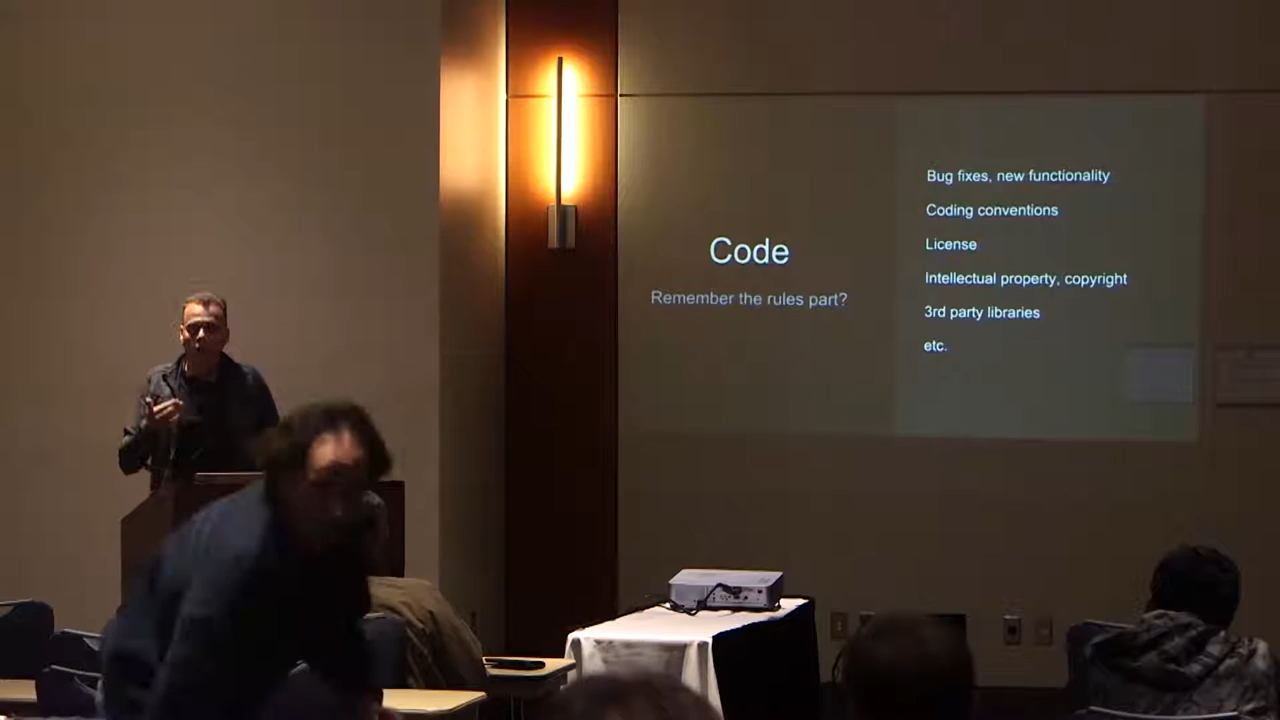 Code
Remember the rules part?
Bug fixes, new functionality
Coding conventions
License
Intellectual property, copyright
3rd party libraries
etc.